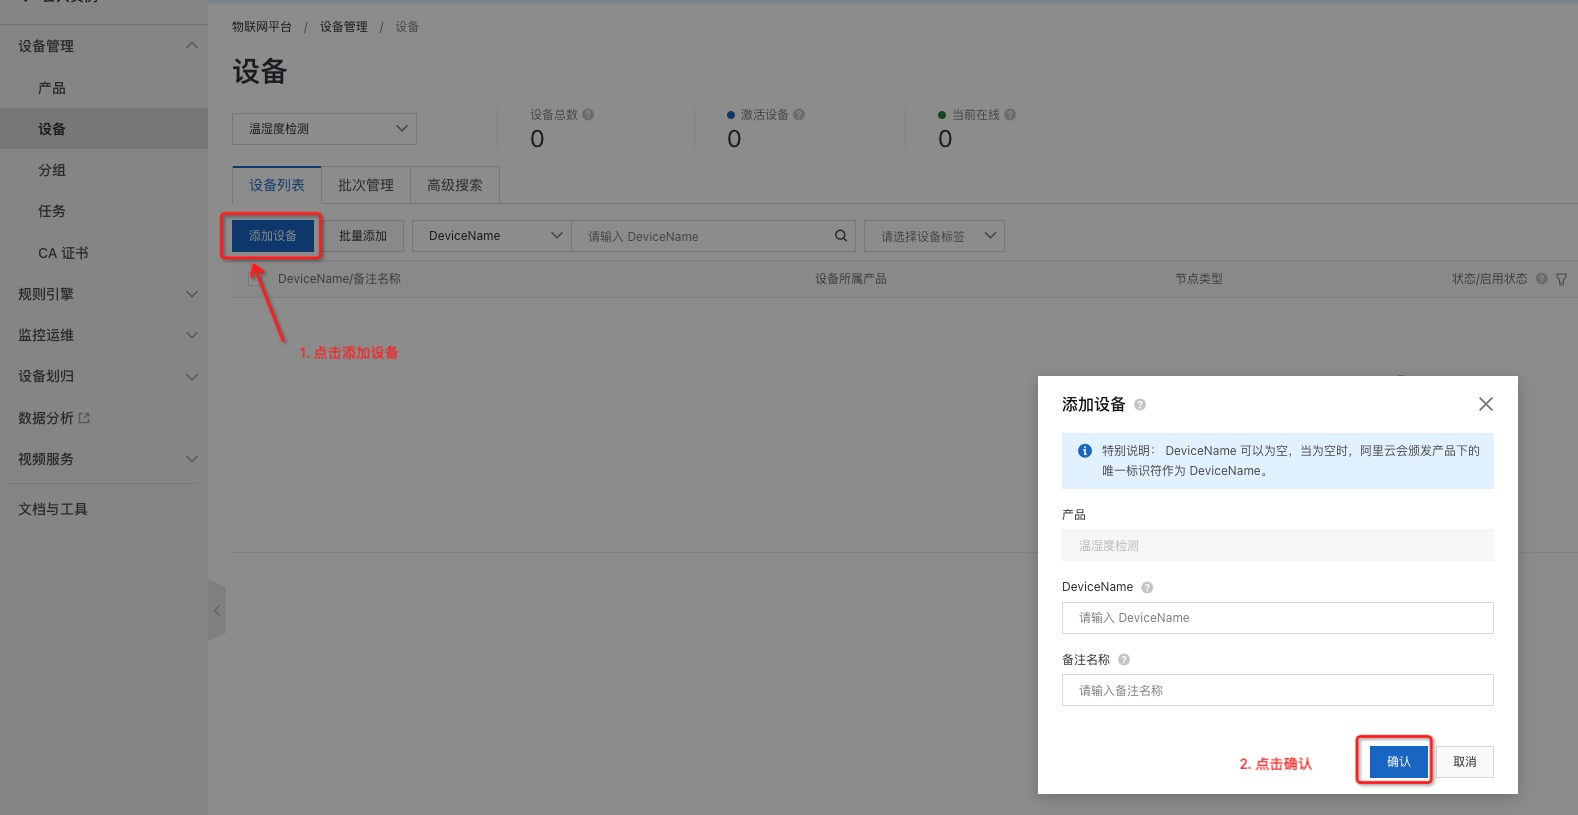 设备管理
产品
设备
分组
任务
CA 证书
规则引擎
监控运维
设备划归
数据分析
视频服务
文档与工具
物联网平台 / 设备管理 / 设备
设备
温湿度检测
设备总数
0
激活设备
0
当前在线
0
设备列表 批次管理 高级搜索
添加设备 批量添加 DeviceName 请输入 DeviceName 请选择设备标签
DeviceName/备注名称 设备所属产品 节点类型 状态/启用状态
1. 点击添加设备
添加设备
特别说明： DeviceName 可以为空，当为空时，阿里云会颁发产品下的
唯一标识符作为 DeviceName。
产品
温湿度检测
DeviceName
请输入 DeviceName
备注名称
请输入备注名称
2. 点击确认
确认 取消